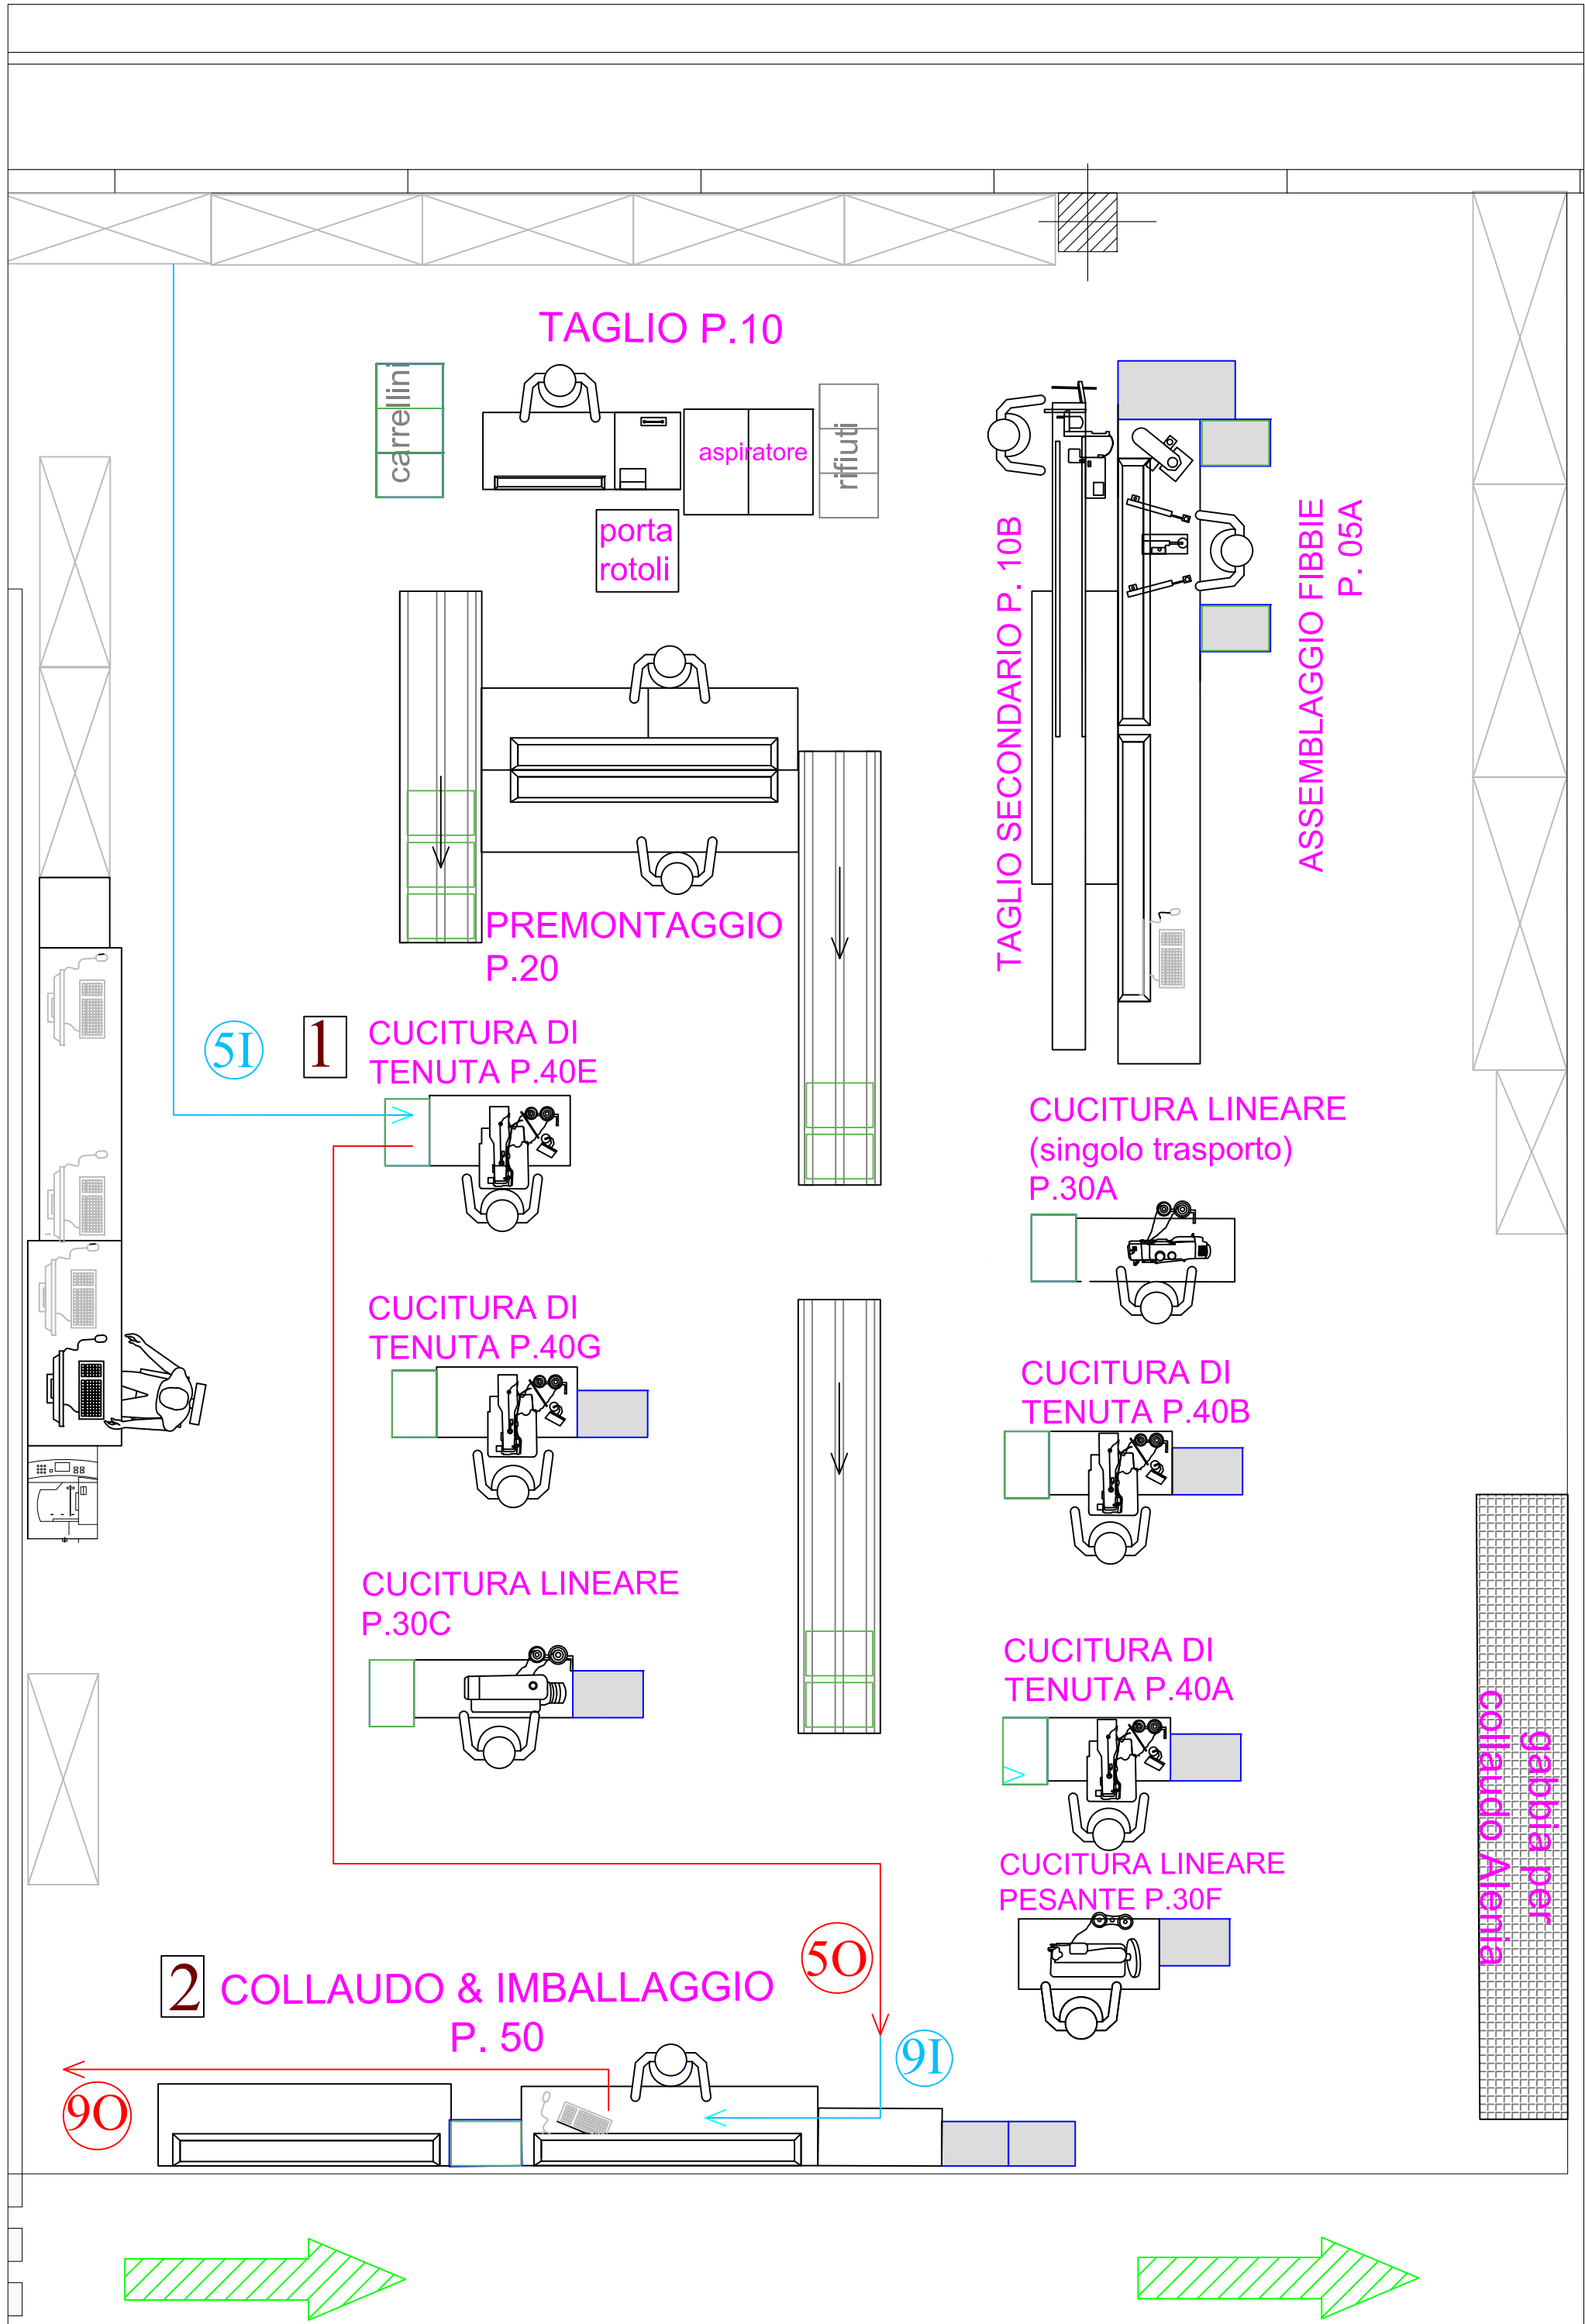 TAGLIO P.10
carrellini
aspiratore
rifiuti
porta
rotoli
TAGLIO SECONDARIO P. 10B
ASSEMBLAGGIO FIBBIE
P. 05A
PREMONTAGGIO
P.20
5I
1
CUCITURA DI
TENUTA P.40E
CUCITURA LINEARE
(singolo trasporto)
P.30A
CUCITURA DI
TENUTA P.40G
CUCITURA DI
TENUTA P.40B
CUCITURA LINEARE
P.30C
CUCITURA DI
TENUTA P.40A
gabbia per
collaudo Alenia
CUCITURA LINEARE
PESANTE P.30F
5O
2
COLLAUDO & IMBALLAGGIO
P. 50
9I
9O